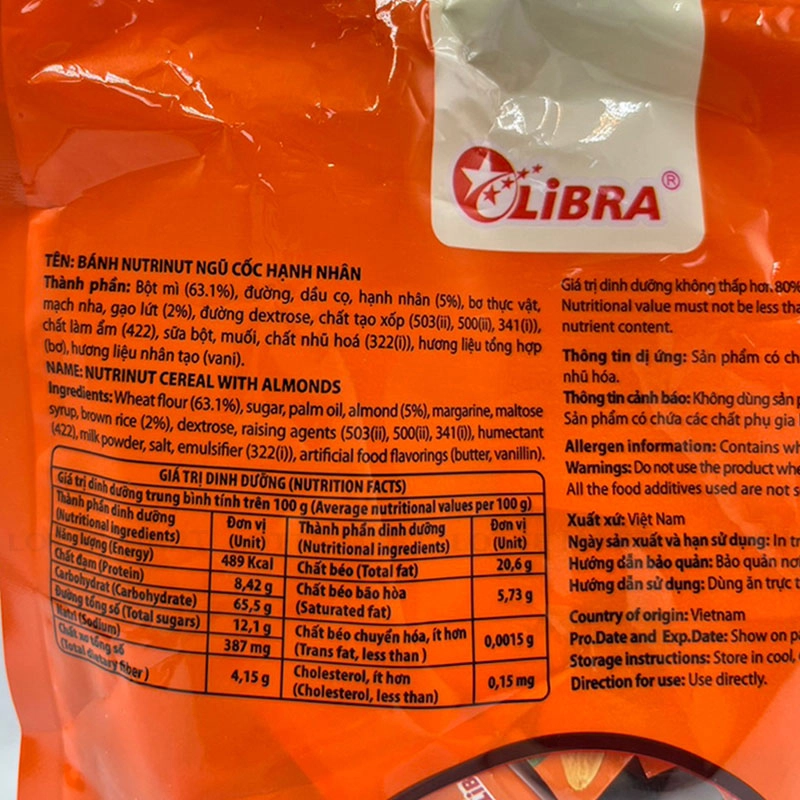 LiBRA®
TÊN: BÁNH NUTRINUT NGŨ CỐC HẠNH NHÂN
Thành phần: Bột mì (63.1%), đường, dầu cọ, hạnh nhân (5%), bơ thực vật,
mạch nha, gạo lứt (2%), đường dextrose, chất tạo xốp (503(ii), 500(ii), 341(i)),
chất làm ẩm (422), sữa bột, muối, chất nhũ hoá (322(i)), hương liệu tổng hợp
(bơ), hương liệu nhân tạo (vani).
NAME: NUTRINUT CEREAL WITH ALMONDS
Ingredients: Wheat flour (63.1%), sugar, palm oil, almond (5%), margarine, maltose
syrup, brown rice (2%), dextrose, raising agents (503(ii), 500(ii), 341(i)), humectant
(422), milk powder, salt, emulsifier (322(i)), artificial food flavorings (butter, vanillin).
GIÁ TRỊ DINH DƯỠNG (NUTRITION FACTS)
Giá trị dinh dưỡng trung bình tính trên 100 g (Average nutritional values per 100 g)
Thành phần dinh dưỡng (Nutritional ingredients) Đơn vị (Unit) Thành phần dinh dưỡng (Nutritional ingredients) Đơn vị (Unit)
Năng lượng (Energy) 489 Kcal Chất béo (Total fat) 20,6 g
Chất đạm (Protein) 8,42 g Chất béo bão hòa (Saturated fat) 5,73 g
Carbohydrat (Carbohydrate) 65,5 g
Đường tổng số (Total sugars) 12,1 g Chất béo chuyển hóa, ít hơn (Trans fat, less than ) 0,0015 g
Natri (Sodium) 387 mg
Chất xơ tổng số (Total dietary fiber ) 4,15 g Cholesterol, ít hơn (Cholesterol, less than) 0,15 mg
Giá trị dinh dưỡng không thấp hơn 80%
Nutritional value must not be less tha
nutrient content.
Thông tin dị ứng: Sản phẩm có ch
nhũ hóa.
Thông tin cảnh báo: Không dùng sản p
Sản phẩm có chứa các chất phụ gia
Allergen information: Contains wh
Warnings: Do not use the product whe
All the food additives used are not s
Xuất xứ: Việt Nam
Ngày sản xuất và hạn sử dụng: In tr
Hướng dẫn bảo quản: Bảo quản nơi
Hướng dẫn sử dụng: Dùng ăn trực t
Country of origin: Vietnam
Pro.Date and Exp.Date: Show on pa
Storage instructions: Store in cool,
Direction for use: Use directly.